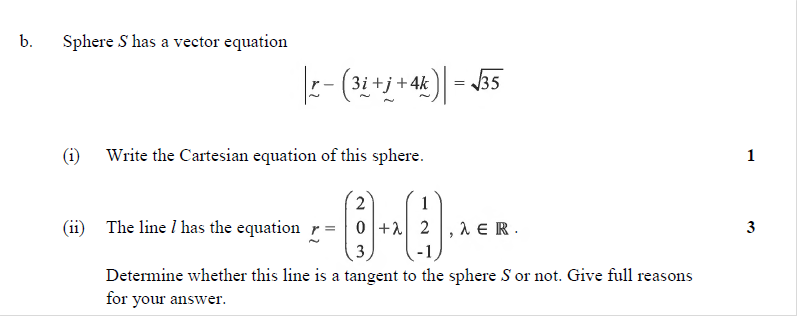 b. Sphere S has a vector equation
|r̰ − (3ḭ + j̰ + 4k̰)| = √35
(i) Write the Cartesian equation of this sphere. 1
(ii) The line l has the equation r̰ = (2, 0, 3) + λ(1, 2, -1), λ ∈ ℝ. 3
Determine whether this line is a tangent to the sphere S or not. Give full reasons
for your answer.